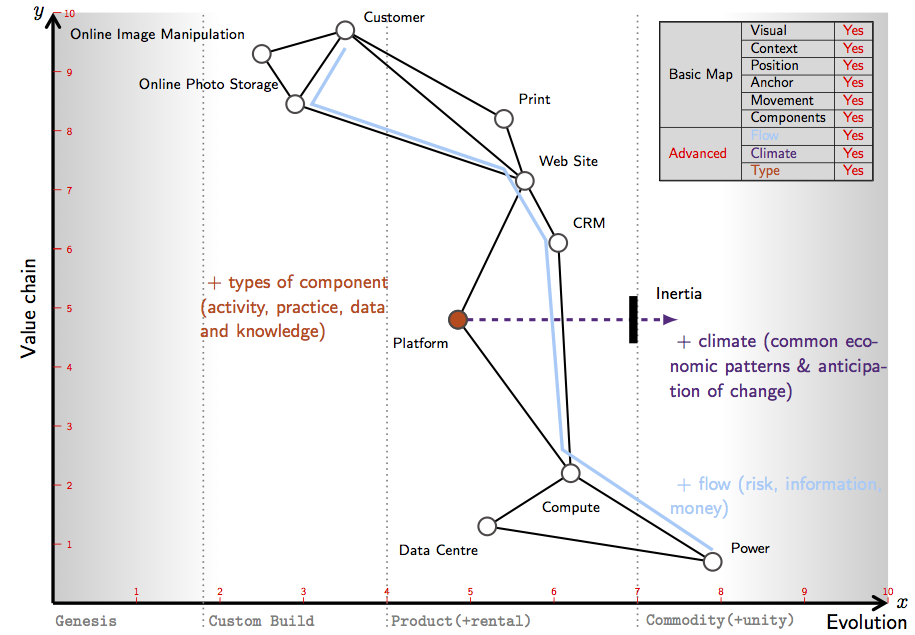 y
10
Customer
Online Image Manipulation
9
Online Photo Storage
8
Print
Web Site
7
CRM
6
Basic Map
Visual Yes
Context Yes
Position Yes
Anchor Yes
Movement Yes
Components Yes
Advanced
Flow Yes
Climate Yes
Type Yes
Value chain
+ types of component
(activity, practice, data
and knowledge)
5
Inertia
Platform
+ climate (common eco-
nomic patterns & anticipa-
tion of change)
4
3
2
+ flow (risk, information,
money)
Compute
1
Data Centre
Power
1 2 3 4 5 6 7 8 9 10
x
Genesis Custom Build Product(+rental) Commodity(+unity)
Evolution